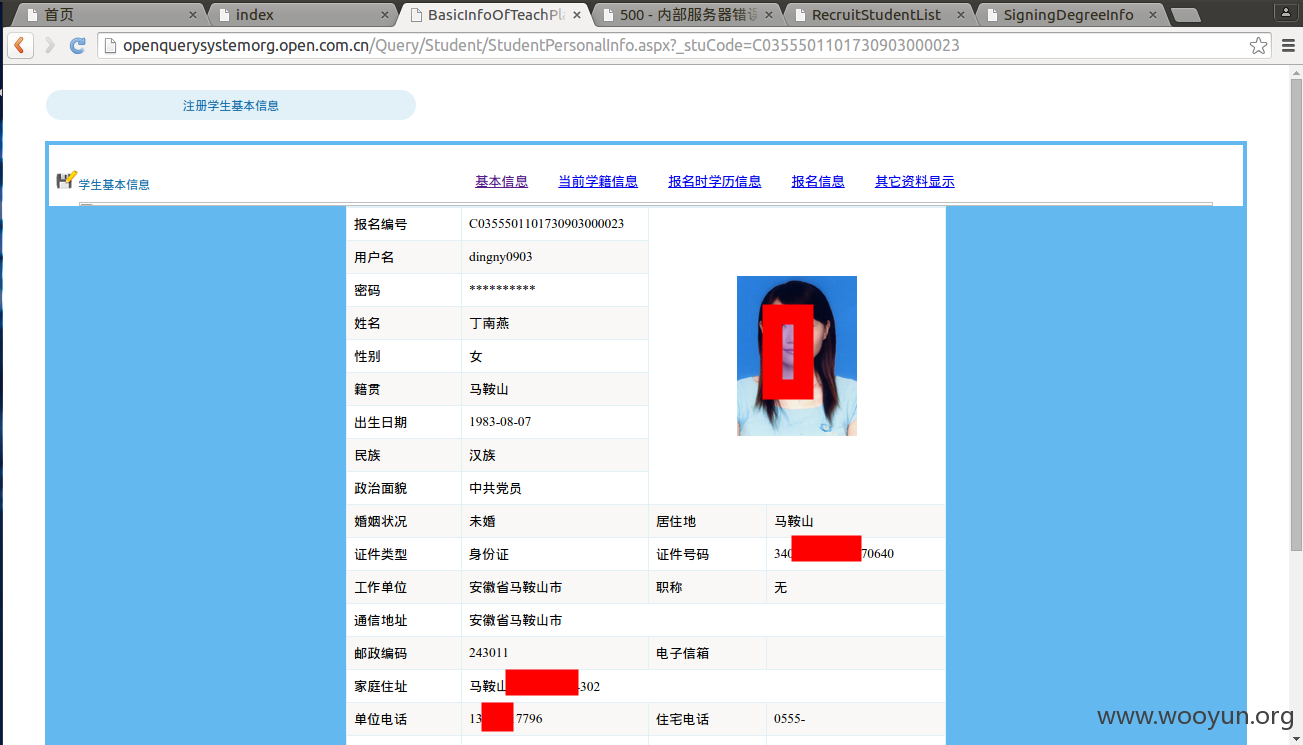 首页 index BasicInfoOfTeachPl 500 - 内部服务器错误 RecruitStudentList SigningDegreeInfo
openquerysystemorg.open.com.cn/Query/Student/StudentPersonalInfo.aspx?_stuCode=C0355501101730903000023
注册学生基本信息
学生基本信息 基本信息 当前学籍信息 报名时学历信息 报名信息 其它资料显示
报名编号 C0355501101730903000023
用户名 dingny0903
密码 **********
姓名 丁南燕
性别 女
籍贯 马鞍山
出生日期 1983-08-07
民族 汉族
政治面貌 中共党员
婚姻状况 未婚 居住地 马鞍山
证件类型 身份证 证件号码 340 70640
工作单位 安徽省马鞍山市 职称 无
通信地址 安徽省马鞍山市
邮政编码 243011 电子信箱
家庭住址 马鞍山 302
单位电话 13 7796 住宅电话 0555-
www.wooyun.org